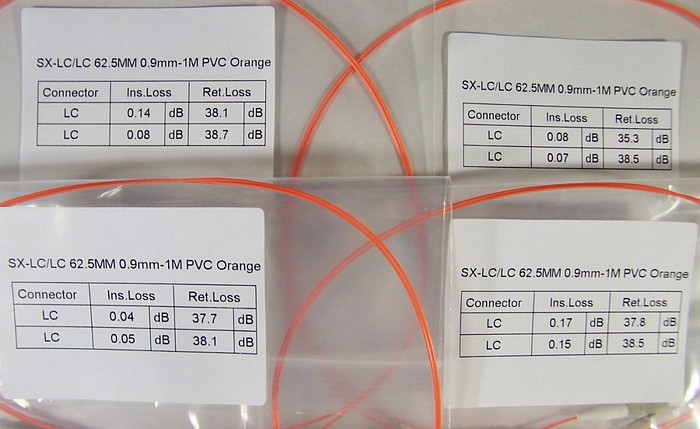 SX-LC/LC 62.5MM 0.9mm-1M PVC Orange
Connector Ins.Loss Ret.Loss
LC 0.14 dB 38.1 dB
LC 0.08 dB 38.7 dB
SX-LC/LC 62.5MM 0.9mm-1M PVC Orange
Connector Ins.Loss Ret.Loss
LC 0.08 dB 35.3 dB
LC 0.07 dB 38.5 dB
SX-LC/LC 62.5MM 0.9mm-1M PVC Orange
Connector Ins.Loss Ret.Loss
LC 0.04 dB 37.7 dB
LC 0.05 dB 38.1 dB
SX-LC/LC 62.5MM 0.9mm-1M PVC Orange
Connector Ins.Loss Ret.Loss
LC 0.17 dB 37.8 dB
LC 0.15 dB 38.5 dB